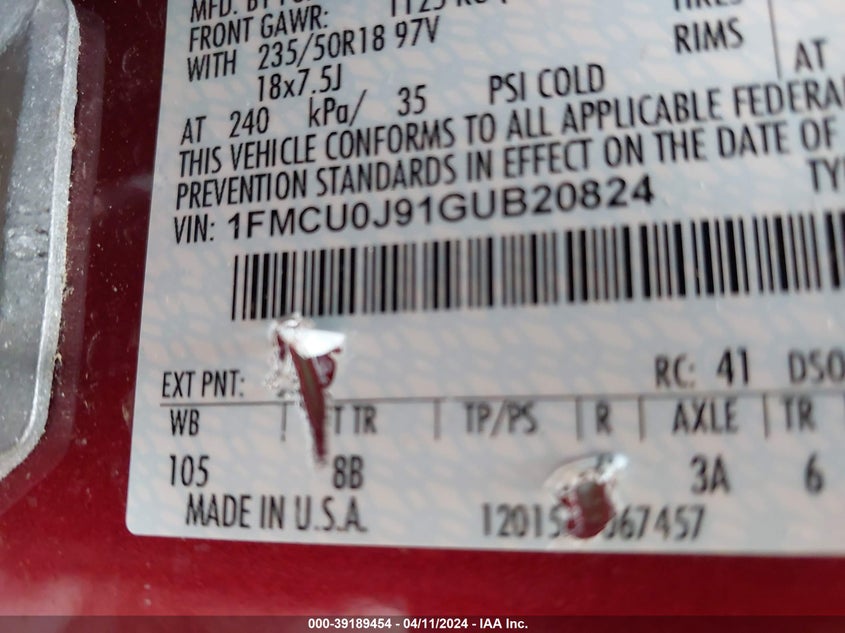 MFD. BY
FRONT GAWR:
WITH 235/50R18 97V RIMS
18x7.5J AT
AT 240 kPa/ 35 PSI COLD
THIS VEHICLE CONFORMS TO ALL APPLICABLE FEDERA
PREVENTION STANDARDS IN EFFECT ON THE DATE OF
VIN: 1FMCU0J91GUB20824 TY
EXT PNT: RC: 41 DSO
WB T TR TP/PS R AXLE TR
105 8B 3A 6
MADE IN U.S.A. 12015 67457
000-39189454 - 04/11/2024 - IAA Inc.